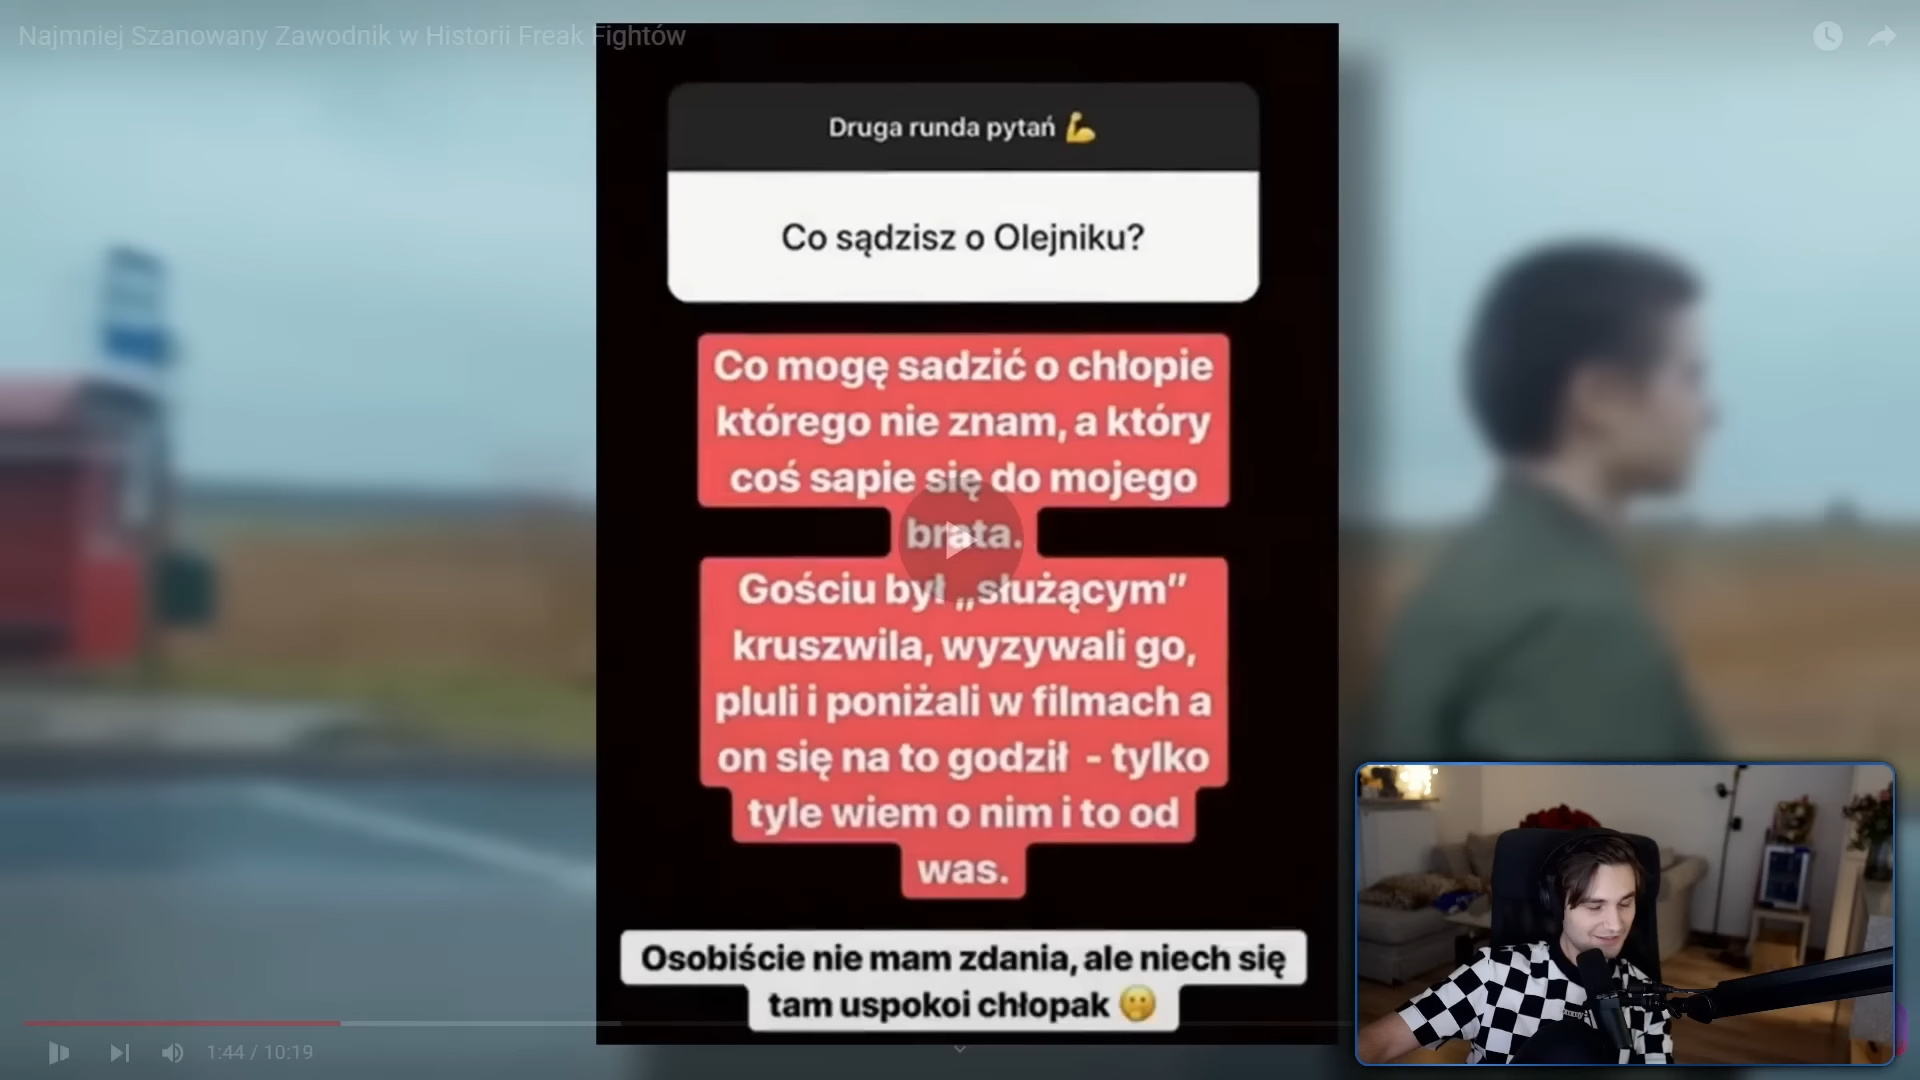 Najmniej Szanowany Zawodnik w Historii Freak Fightów
Druga runda pytań 💪
Co sądzisz o Olejniku?
Co mogę sadzić o chłopie
którego nie znam, a który
coś sapie się do mojego
brata.
Gościu był „służącym”
kruszwila, wyzywali go,
pluli i poniżali w filmach a
on się na to godził - tylko
tyle wiem o nim i to od
was.
Osobiście nie mam zdania, ale niech się
tam uspokoi chłopak 🫢
1:44 / 10:19